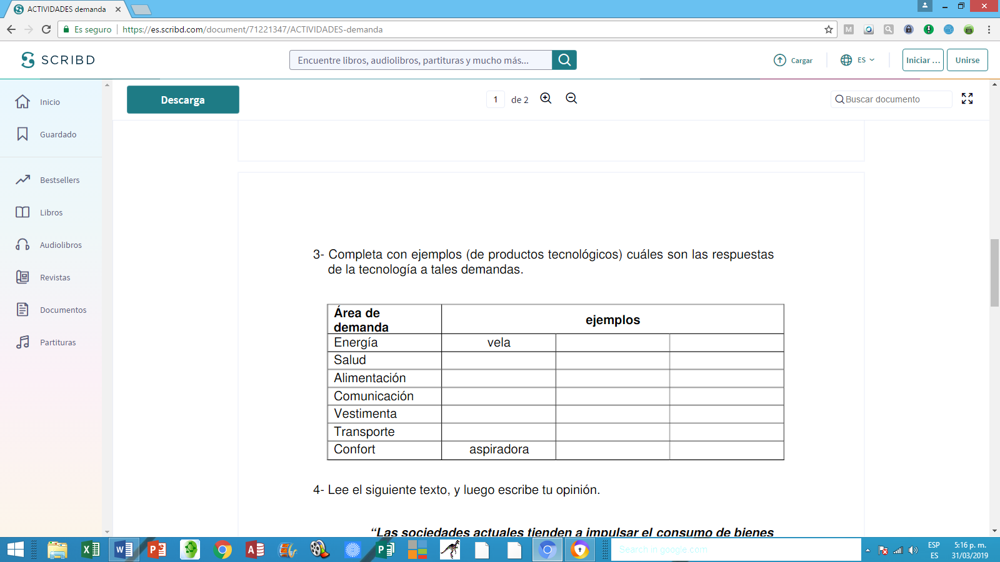 ACTIVIDADES demanda
Es seguro https://es.scribd.com/document/71221347/ACTIVIDADES-demanda
SCRIBD
Encuentre libros, audiolibros, partituras y mucho más...
Cargar
ES
Iniciar ...
Unirse
Inicio
Guardado
Bestsellers
Libros
Audiolibros
Revistas
Documentos
Partituras
Descarga
1 de 2
Buscar documento
3- Completa con ejemplos (de productos tecnológicos) cuáles son las respuestas
de la tecnología a tales demandas.
Área de
demanda
ejemplos
Energía vela
Salud
Alimentación
Comunicación
Vestimenta
Transporte
Confort aspiradora
4- Lee el siguiente texto, y luego escribe tu opinión.
“Las sociedades actuales tienden a impulsar el consumo de bienes
Search in google.com
ESP
ES
5:16 p. m.
31/03/2019